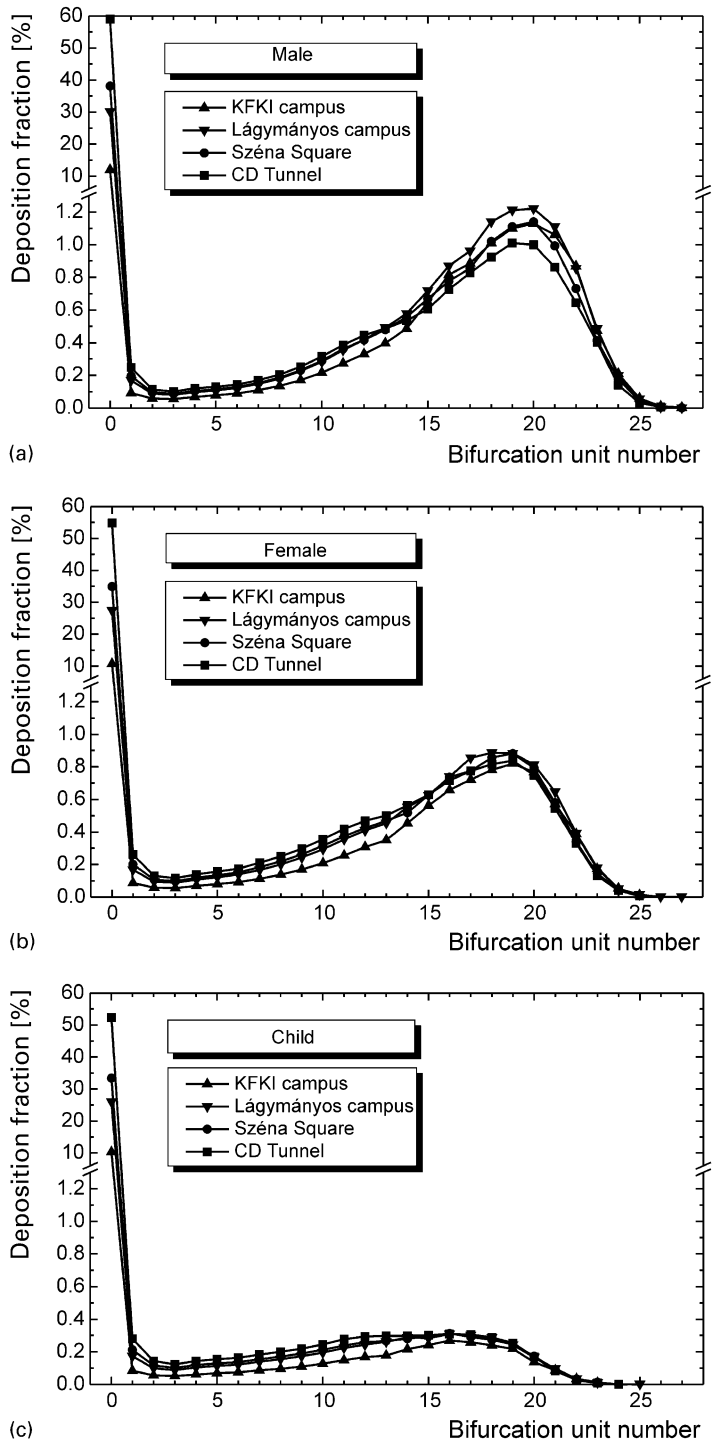 Deposition fraction [%]
60
50
40
30
20
10
1.2
1.0
0.8
0.6
0.4
0.2
0.0
Male
KFKI campus
Lágymányos campus
Széna Square
CD Tunnel
0 5 10 15 20 25
(a)
Bifurcation unit number
Deposition fraction [%]
60
50
40
30
20
10
1.2
1.0
0.8
0.6
0.4
0.2
0.0
Female
KFKI campus
Lágymányos campus
Széna Square
CD Tunnel
0 5 10 15 20 25
(b)
Bifurcation unit number
Deposition fraction [%]
60
50
40
30
20
10
1.2
1.0
0.8
0.6
0.4
0.2
0.0
Child
KFKI campus
Lágymányos campus
Széna Square
CD Tunnel
0 5 10 15 20 25
(c)
Bifurcation unit number